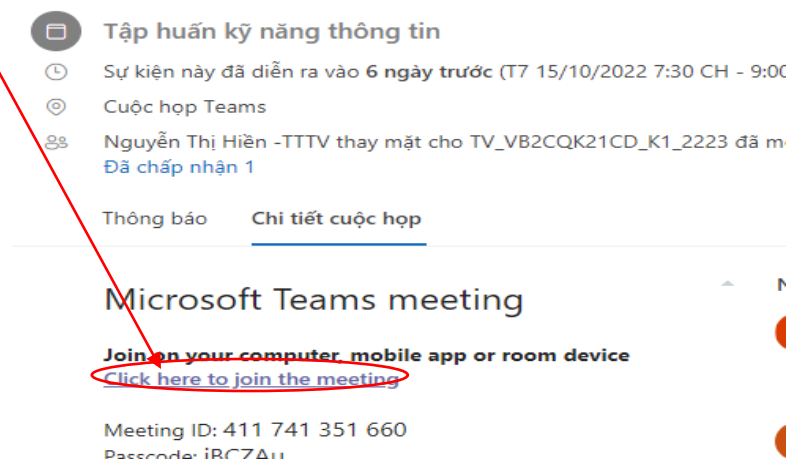 Tập huấn kỹ năng thông tin
Sự kiện này đã diễn ra vào 6 ngày trước (T7 15/10/2022 7:30 CH - 9:00
Cuộc họp Teams
Nguyễn Thị Hiền -TTTV thay mặt cho TV_VB2CQK21CD_K1_2223 đã
Đã chấp nhận 1
Thông báo Chi tiết cuộc họp
Microsoft Teams meeting
Join on your computer, mobile app or room device
Click here to join the meeting
Meeting ID: 411 741 351 660
Passcode: iBCZAu